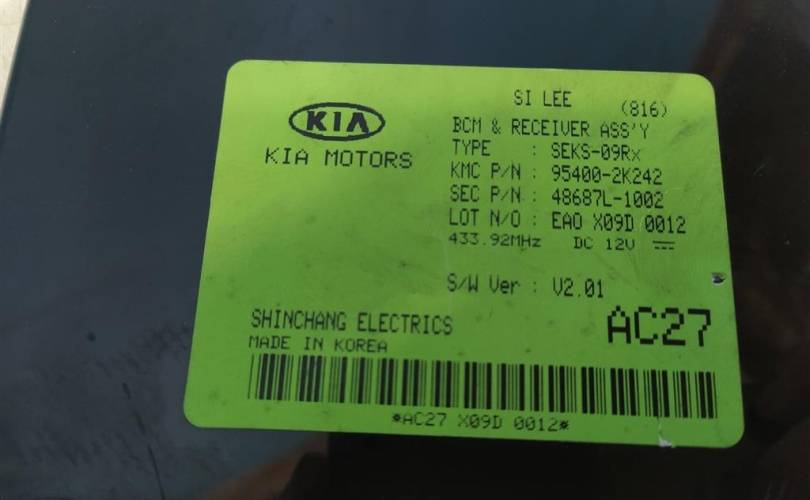 SI LEE (816)
KIA
KIA MOTORS
BCM & RECEIVER ASS'Y
TYPE : SEKS-09Rx
KMC P/N : 95400-2K242
SEC P/N : 48687L-1002
LOT N/O : EAO X09D 0012
433.92MHz DC 12V
S/W Ver : V2.01
SHINCHANG ELECTRICS
AC27
MADE IN KOREA
*AC27 X09D 0012*